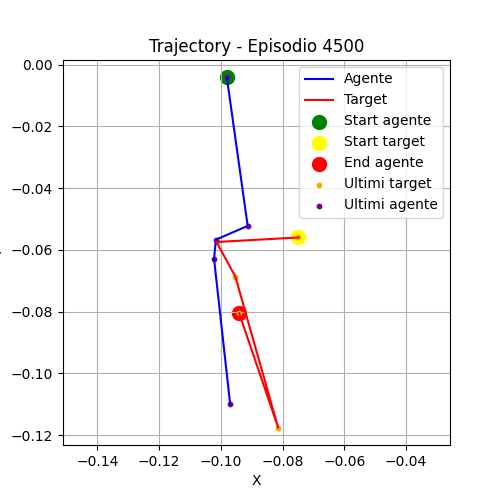 Trajectory - Episodio 4500
0.00
−0.02
−0.04
−0.06
−0.08
−0.10
−0.12
Agente
Target
Start agente
Start target
End agente
Ultimi target
Ultimi agente
−0.14
−0.12
−0.10
−0.08
−0.06
−0.04
X